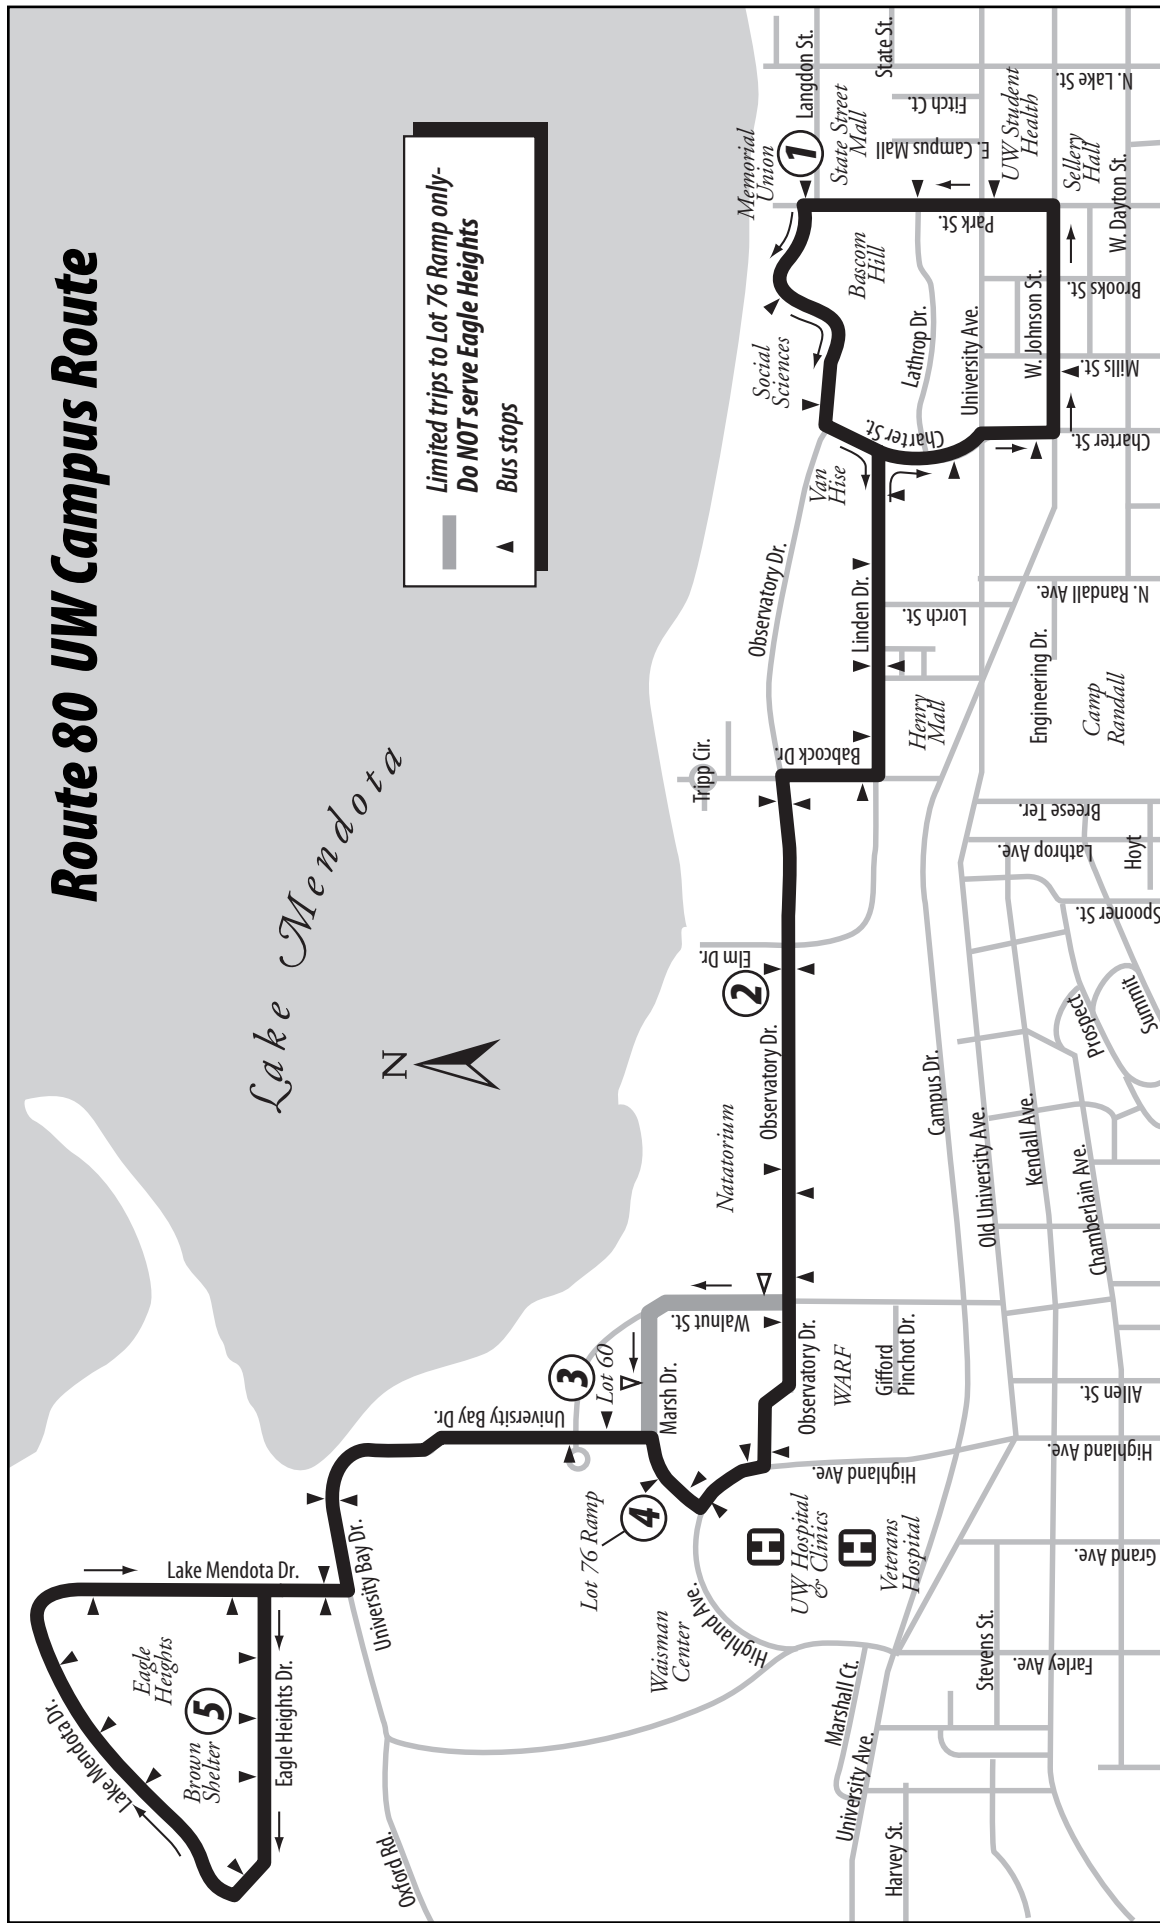 Route 80 UW Campus Route
Limited trips to Lot 76 Ramp only-
Do NOT serve Eagle Heights
Bus stops
Lake Mendota
N
Lake Mendota Dr.
Lake Mendota Dr.
Eagle
Heights
Brown
Shelter
5
Eagle Heights Dr.
University Bay Dr.
Oxford Rd.
University Bay Dr.
3
Lot 60
Marsh Dr.
Walnut St.
4
Lot 76 Ramp
Waisman
Center
Highland Ave.
H
UW Hospital
& Clinics
H
Veterans
Hospital
Highland Ave.
Observatory Dr.
WARF
Gifford
Pinchot Dr.
Natatorium
Observatory Dr.
2
Elm Dr.
Tripp Cir.
Babcock Dr.
Observatory Dr.
Linden Dr.
Henry
Mall
Lorch St.
Van
Hise
Social
Sciences
Charter St.
Bascom
Hill
Lathrop Dr.
University Ave.
W. Johnson St.
Memorial
Union
1
Langdon St.
State St.
State Street
Mall
Park St.
E. Campus Mall
Fitch Ct.
UW Student
Health
N. Lake St.
Sellery
Hall
W. Dayton St.
Brooks St.
Mills St.
Charter St.
N. Randall Ave.
Engineering Dr.
Camp
Randall
Breese Ter.
Lathrop Ave.
Hoyt
Spooner St.
Summit
Prospect
Campus Dr.
Old University Ave.
Kendall Ave.
Chamberlain Ave.
Allen St.
Highland Ave.
Grand Ave.
Farley Ave.
Stevens St.
Marshall Ct.
University Ave.
Harvey St.